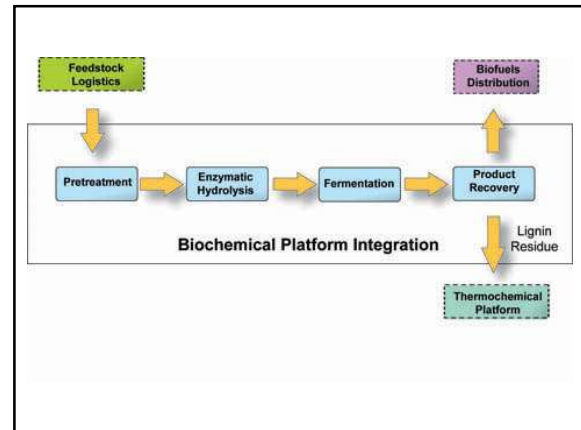 Feedstock
Logistics
Biofuels
Distribution
Pretreatment
Enzymatic
Hydrolysis
Fermentation
Product
Recovery
Biochemical Platform Integration
Lignin
Residue
Thermochemical
Platform